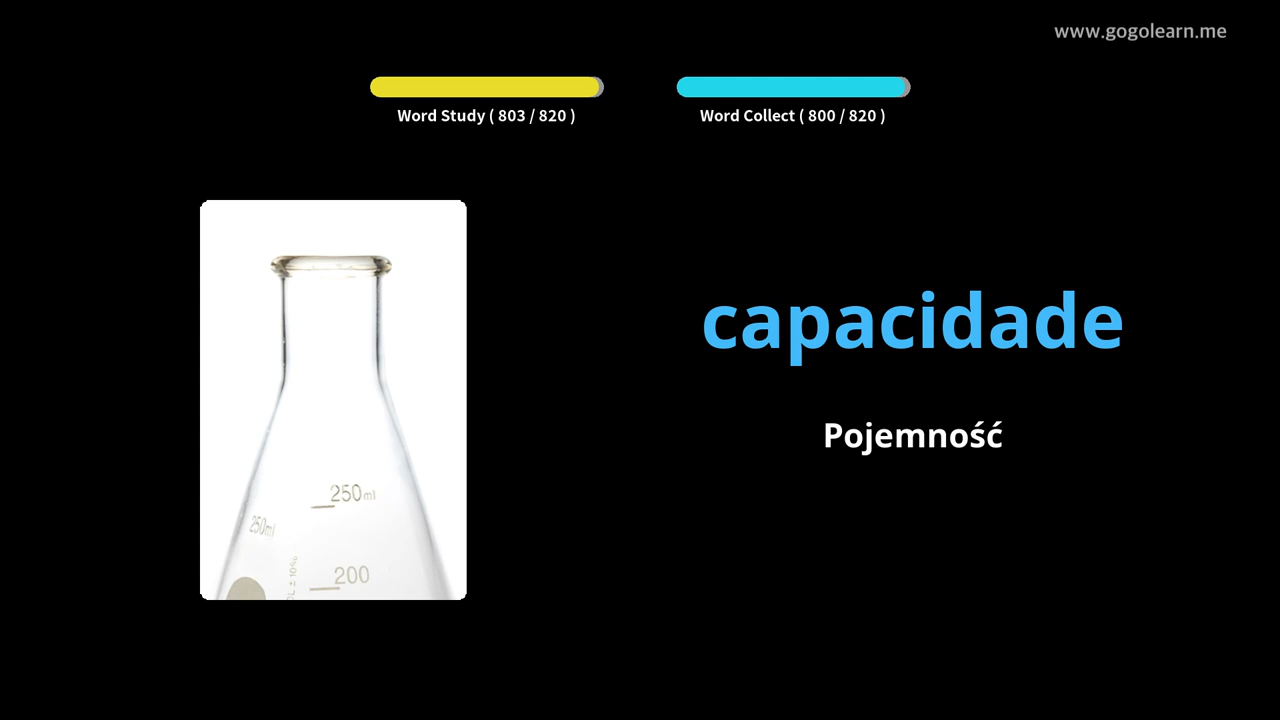 www.gogolearn.me
Word Study ( 803 / 820 )
Word Collect ( 800 / 820 )
capacidade
Pojemność
250ml
250ml
200